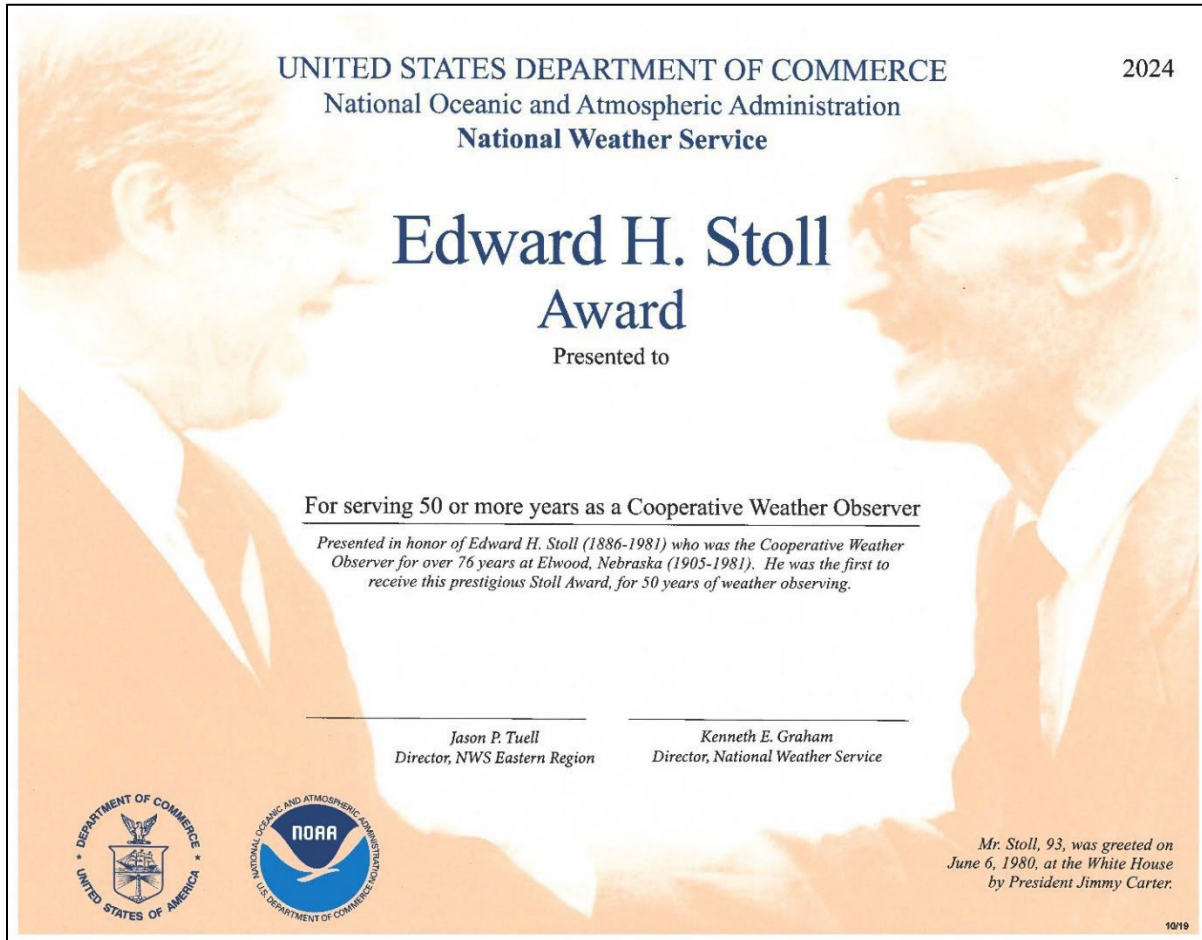 UNITED STATES DEPARTMENT OF COMMERCE
2024
National Oceanic and Atmospheric Administration
National Weather Service
Edward H. Stoll
Award
Presented to
For serving 50 or more years as a Cooperative Weather Observer
Presented in honor of Edward H. Stoll (1886-1981) who was the Cooperative Weather
Observer for over 76 years at Elwood, Nebraska (1905-1981). He was the first to
receive this prestigious Stoll Award, for 50 years of weather observing.
Jason P. Tuell
Director, NWS Eastern Region
Kenneth E. Graham
Director, National Weather Service
DEPARTMENT OF COMMERCE
UNITED STATES OF AMERICA
NATIONAL OCEANIC AND ATMOSPHERIC ADMINISTRATION
NOAA
U.S. DEPARTMENT OF COMMERCE
Mr. Stoll, 93, was greeted on
June 6, 1980, at the White House
by President Jimmy Carter.
10/19